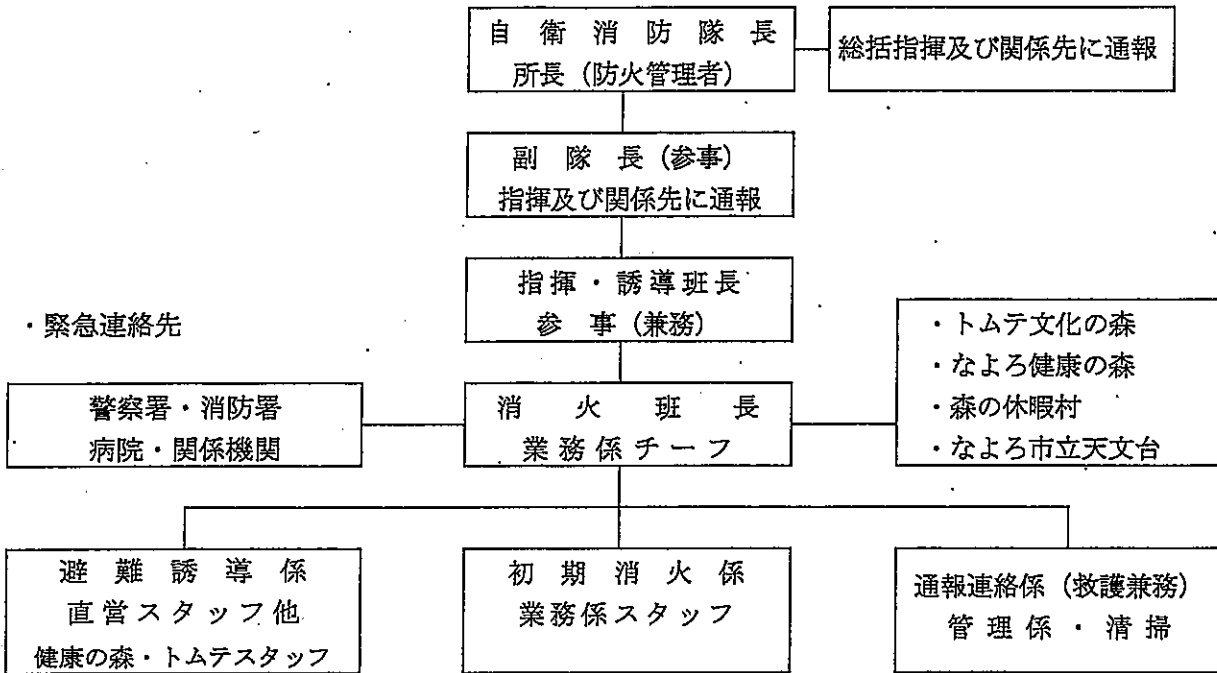 自衛消防隊長
所長（防火管理者）
総括指揮及び関係先に通報
副隊長（参事）
指揮及び関係先に通報
指揮・誘導班長
参事（兼務）
・緊急連絡先
警察署・消防署
病院・関係機関
消火班長
業務係チーフ
・トムテ文化の森
・なよろ健康の森
・森の休暇村
・なよろ市立天文台
避難誘導係
直営スタッフ他
健康の森・トムテスタッフ
初期消火係
業務係スタッフ
通報連絡係（救護兼務）
管理係・清掃